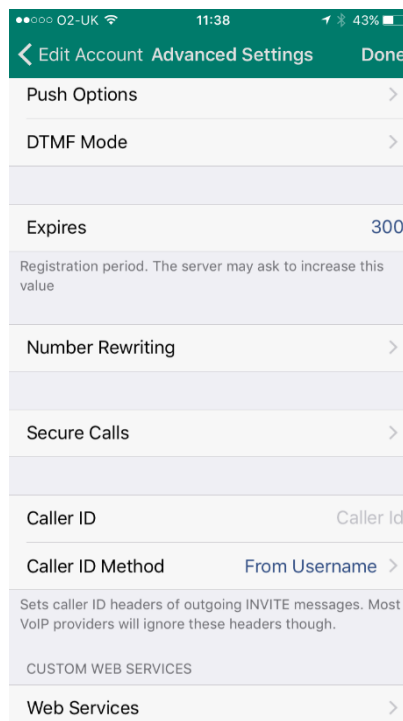 O2-UK 11:38 43%
Edit Account Advanced Settings Done
Push Options
DTMF Mode
Expires 300
Registration period. The server may ask to increase this
value
Number Rewriting
Secure Calls
Caller ID Caller Id
Caller ID Method From Username
Sets caller ID headers of outgoing INVITE messages. Most
VoIP providers will ignore these headers though.
CUSTOM WEB SERVICES
Web Services